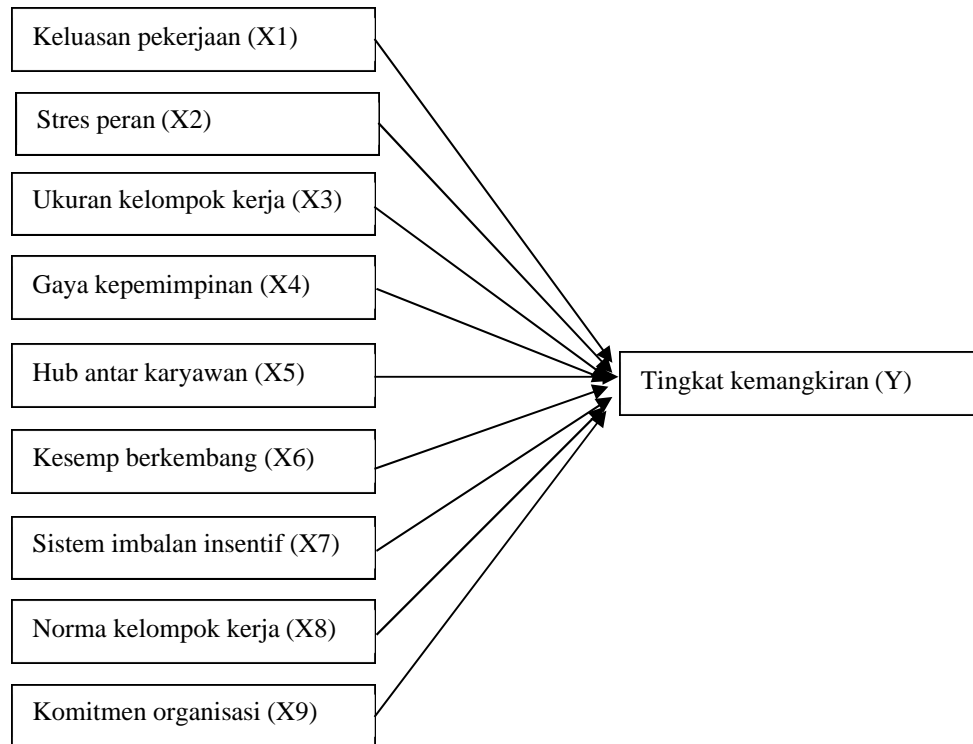 Keluasan pekerjaan (X1)
Stres peran (X2)
Ukuran kelompok kerja (X3)
Gaya kepemimpinan (X4)
Hub antar karyawan (X5)
Tingkat kemangkiran (Y)
Kesemp berkembang (X6)
Sistem imbalan insentif (X7)
Norma kelompok kerja (X8)
Komitmen organisasi (X9)